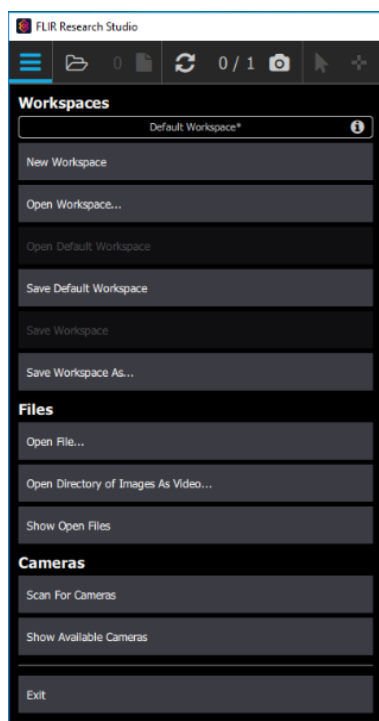 FLIR Research Studio
0 0 / 1
Workspaces
Default Workspace*
New Workspace
Open Workspace...
Open Default Workspace
Save Default Workspace
Save Workspace
Save Workspace As...
Files
Open File...
Open Directory of Images As Video...
Show Open Files
Cameras
Scan For Cameras
Show Available Cameras
Exit